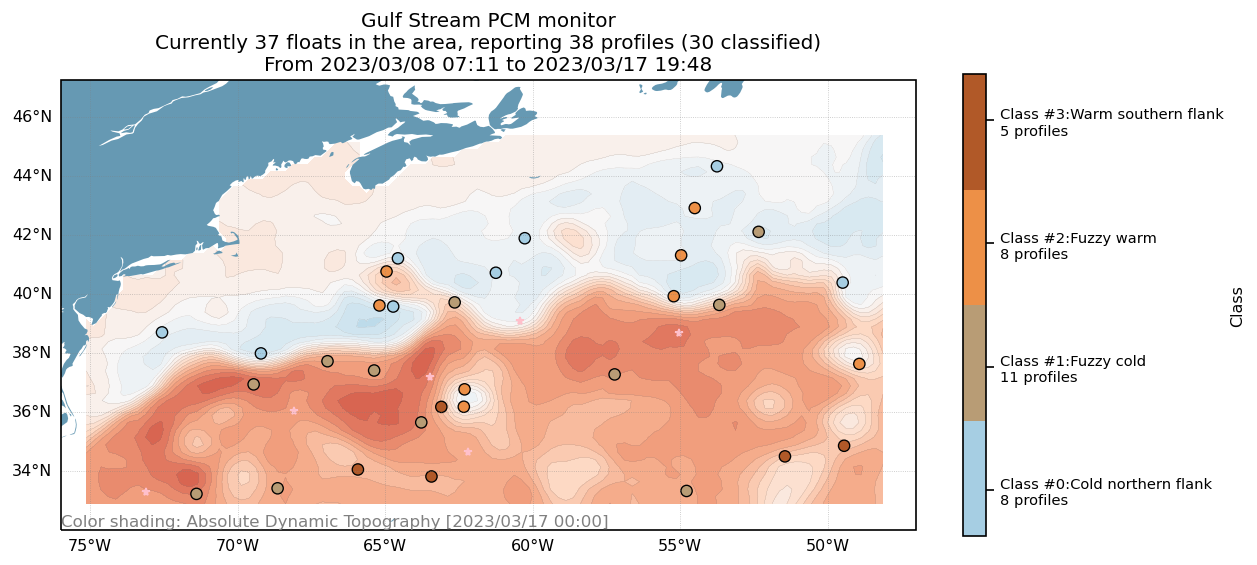 Gulf Stream PCM monitor
Currently 37 floats in the area, reporting 38 profiles (30 classified)
From 2023/03/08 07:11 to 2023/03/17 19:48
46°N
44°N
42°N
40°N
38°N
36°N
34°N
Color shading: Absolute Dynamic Topography [2023/03/17 00:00]
75°W
70°W
65°W
60°W
55°W
50°W
Class #3:Warm southern flank
5 profiles
Class #2:Fuzzy warm
8 profiles
Class #1:Fuzzy cold
11 profiles
Class #0:Cold northern flank
8 profiles
Class